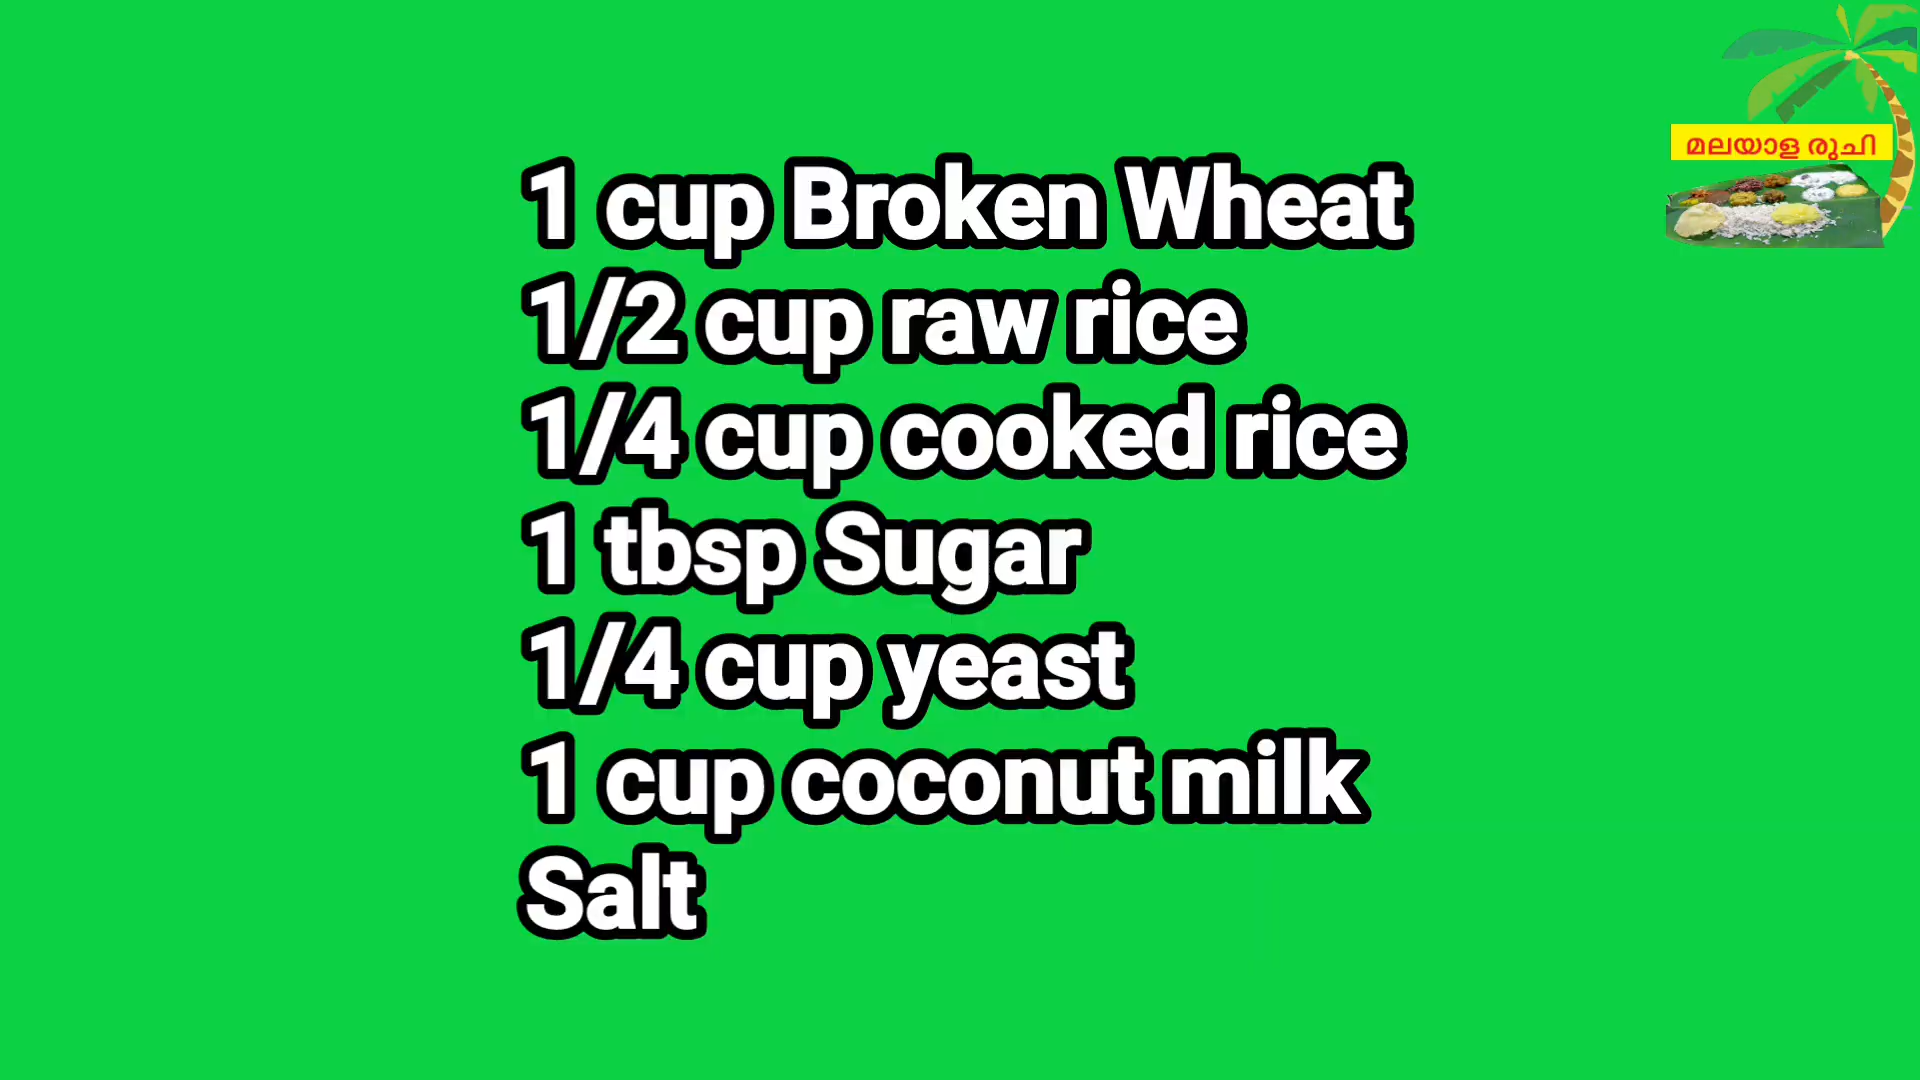 മലയാള രുചി
1 cup Broken Wheat
1/2 cup raw rice
1/4 cup cooked rice
1 tbsp Sugar
1/4 cup yeast
1 cup coconut milk
Salt